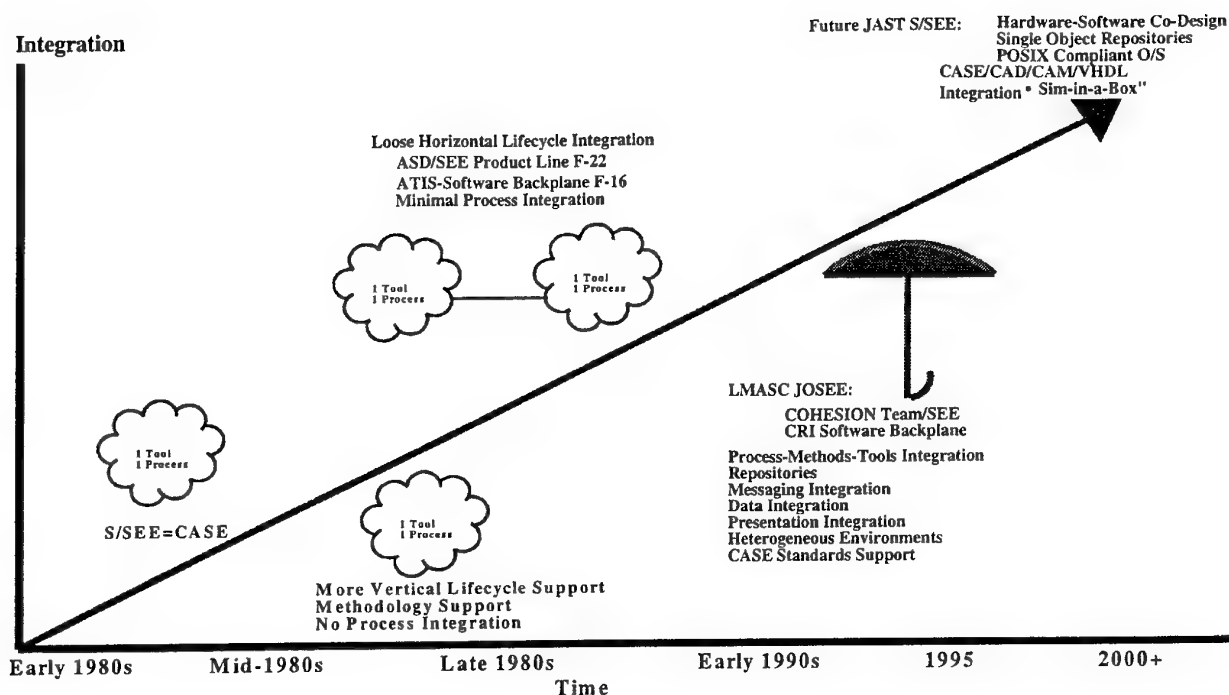 Future JAST S/SEE: Hardware-Software Co-Design
Single Object Repositories
POSIX Compliant O/S
CASE/CAD/CAM/VHDL
Integration " Sim-in-a-Box"
Integration
Loose Horizontal Lifecycle Integration
ASD/SEE Product Line F-22
ATIS-Software Backplane F-16
Minimal Process Integration
1 Tool
1 Process
1 Tool
1 Process
1 Tool
1 Process
S/SEE=CASE
1 Tool
1 Process
More Vertical Lifecycle Support
Methodology Support
No Process Integration
LMASC JOSEE:
COHESION Team/SEE
CRI Software Backplane
Process-Methods-Tools Integration
Repositories
Messaging Integration
Data Integration
Presentation Integration
Heterogeneous Environments
CASE Standards Support
Early 1980s Mid-1980s Late 1980s Early 1990s 1995 2000+
Time